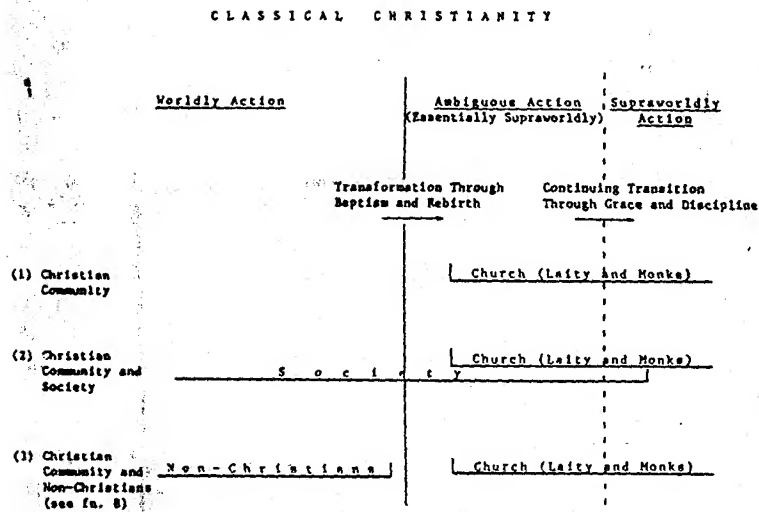 CLASSICAL CHRISTIANITY
Worldly Action
Ambiguous Action
(Essentially Supraworldly)
Supraworldly
Action
Transformation Through
Baptism and Rebirth
Continuing Transition
Through Grace and Discipline
(1) Christian
Community
Church (Laity and Monks)
(2) Christian
Community and
Society
Church (Laity and Monks)
Society
(3) Christian
Community and
Non-Christians
(see fn. 8)
Non-Christians
Church (Laity and Monks)